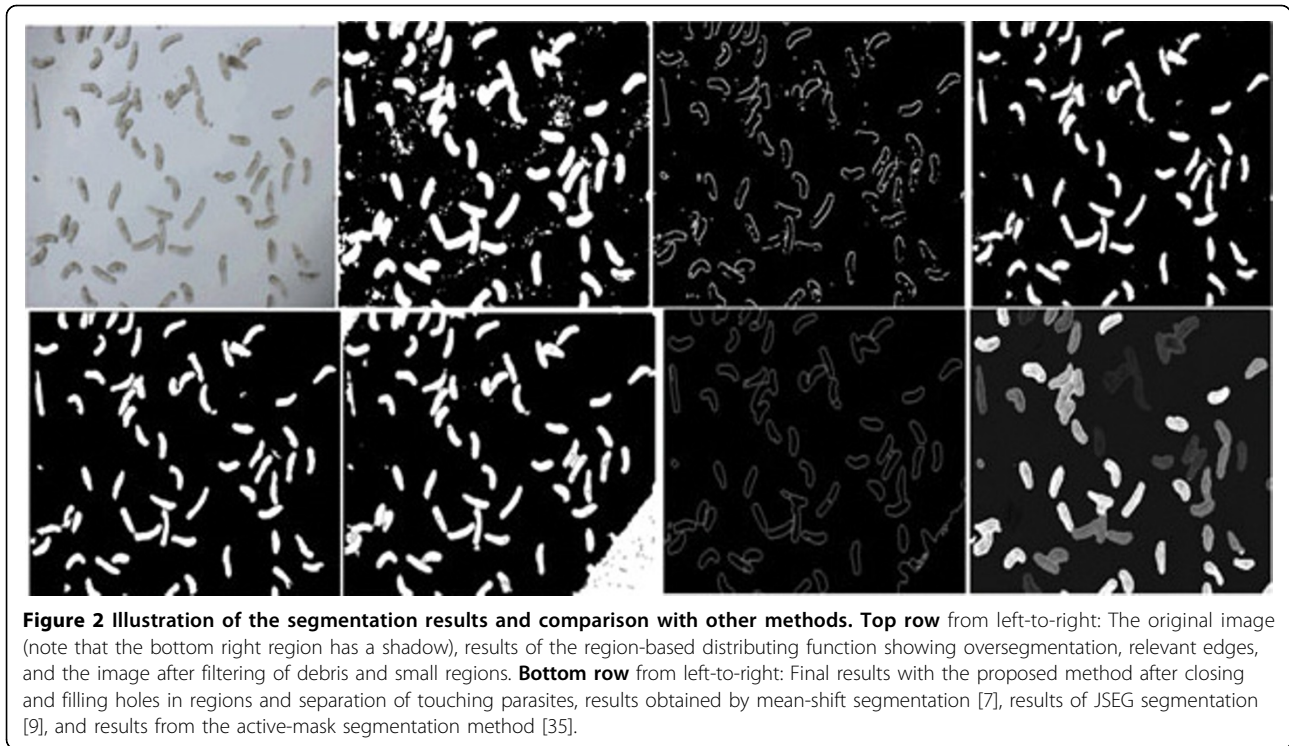 Figure 2 Illustration of the segmentation results and comparison with other methods. Top row from left-to-right: The original image
(note that the bottom right region has a shadow), results of the region-based distributing function showing oversegmentation, relevant edges,
and the image after filtering of debris and small regions. Bottom row from left-to-right: Final results with the proposed method after closing
and filling holes in regions and separation of touching parasites, results obtained by mean-shift segmentation [7], results of JSEG segmentation
[9], and results from the active-mask segmentation method [35].